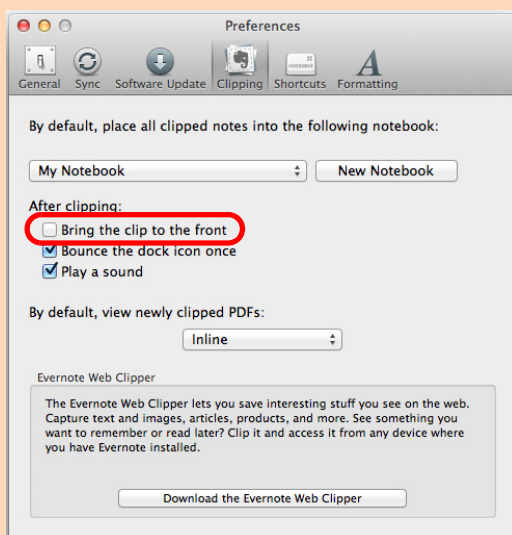 Preferences
General Sync Software Update Clipping Shortcuts Formatting
By default, place all clipped notes into the following notebook:
My Notebook New Notebook
After clipping:
Bring the clip to the front
Bounce the dock icon once
Play a sound
By default, view newly clipped PDFs:
Inline
Evernote Web Clipper
The Evernote Web Clipper lets you save interesting stuff you see on the web.
Capture text and images, articles, products, and more. See something you
want to remember or read later? Clip it and access it from any device where
you have Evernote installed.
Download the Evernote Web Clipper